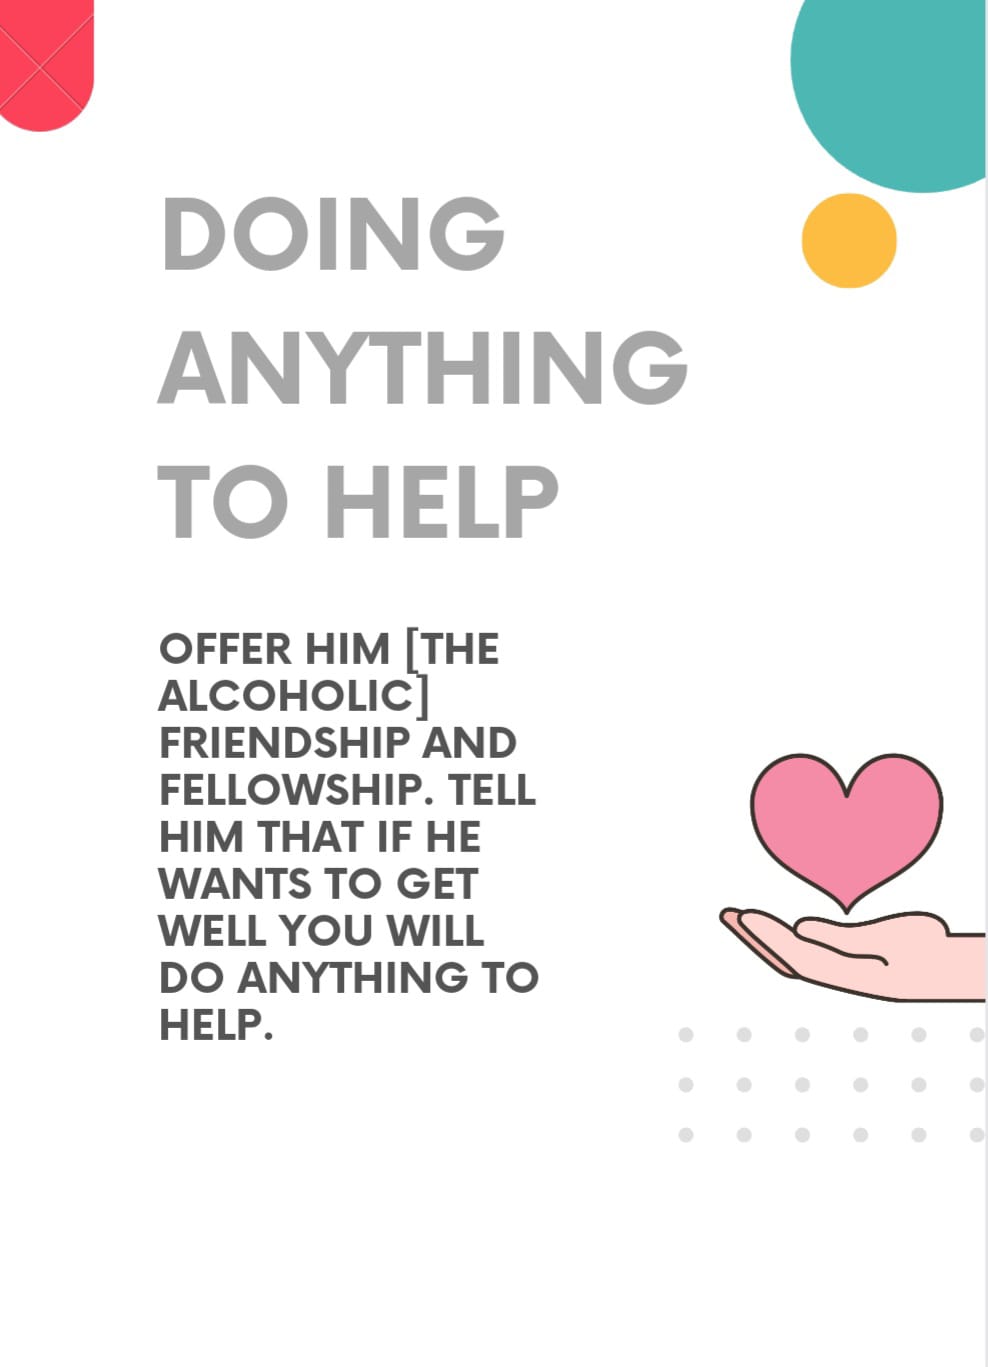 DOING
ANYTHING
TO HELP
OFFER HIM [THE
ALCOHOLIC]
FRIENDSHIP AND
FELLOWSHIP. TELL
HIM THAT IF HE
WANTS TO GET
WELL YOU WILL
DO ANYTHING TO
HELP.